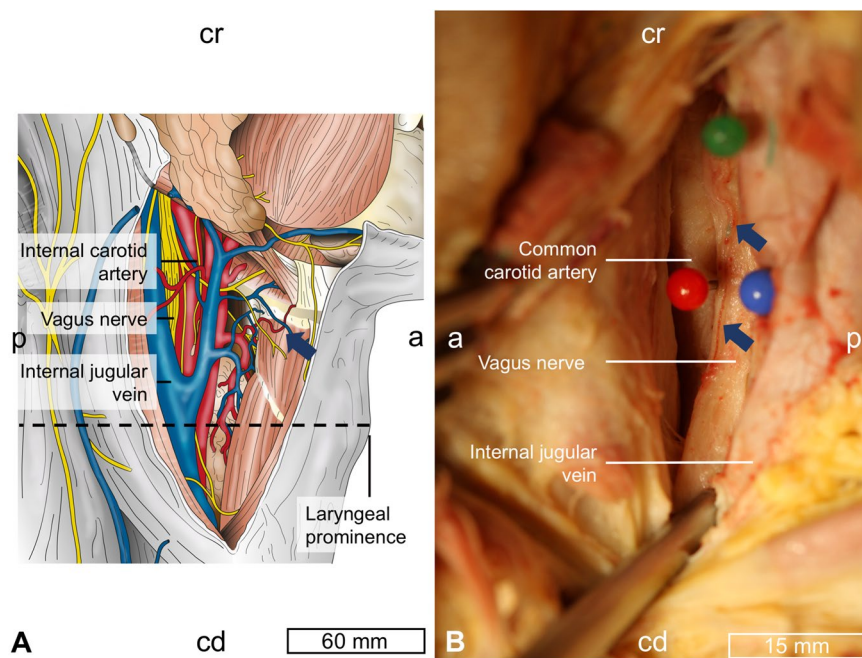 cr
Internal carotid
artery
Vagus nerve
p
a
Internal jugular
vein
Laryngeal
prominence
A
cd
60 mm
cr
Common
carotid artery
a
p
Vagus nerve
Internal jugular
vein
B
cd
15 mm